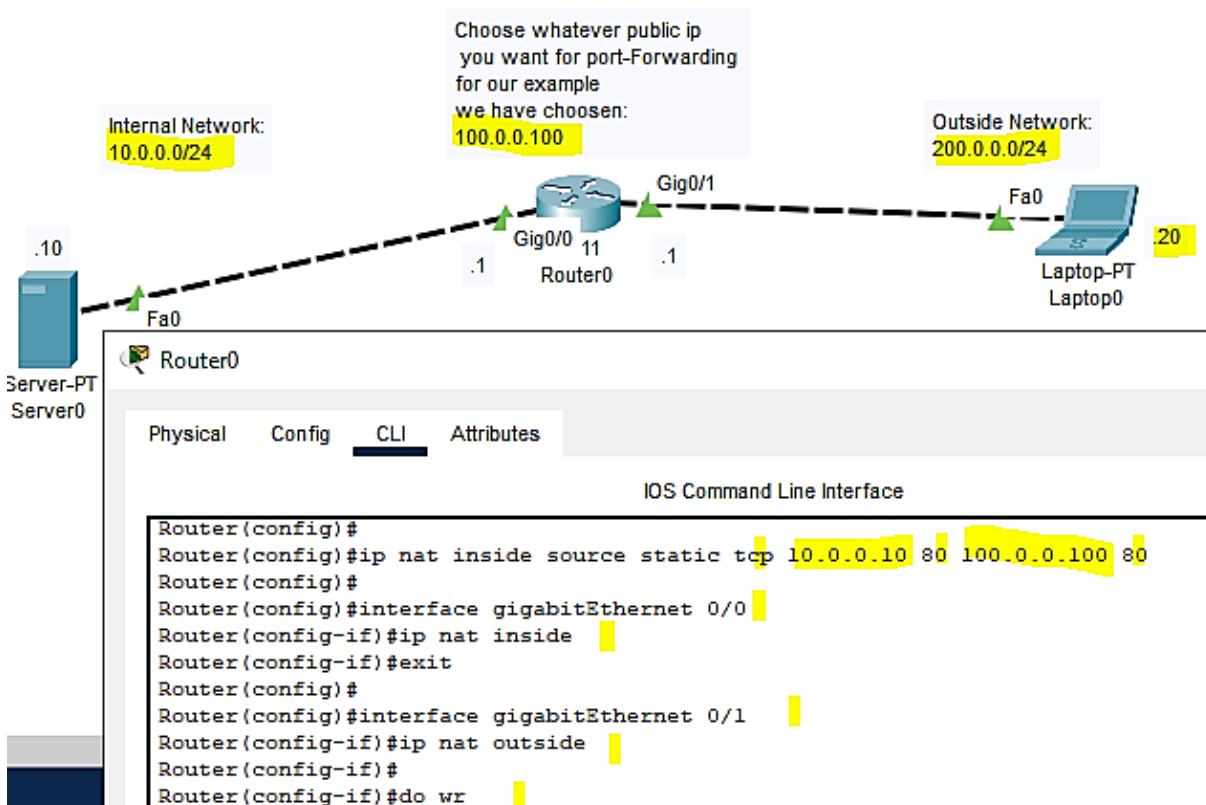 Choose whatever public ip
you want for port-Forwarding
for our example
we have choosen:
100.0.0.100
Internal Network:
10.0.0.0/24
Outside Network:
200.0.0.0/24
Gig0/1
Fa0
.10
Gig0/0
11
.1
.1
.20
Router0
Laptop-PT
Laptop0
Fa0
Server-PT
Server0
Router0
Physical Config CLI Attributes
IOS Command Line Interface
Router(config)#
Router(config)#ip nat inside source static tcp 10.0.0.10 80 100.0.0.100 80
Router(config)#
Router(config)#interface gigabitEthernet 0/0
Router(config-if)#ip nat inside
Router(config-if)#exit
Router(config)#
Router(config)#interface gigabitEthernet 0/1
Router(config-if)#ip nat outside
Router(config-if)#
Router(config-if)#do wr